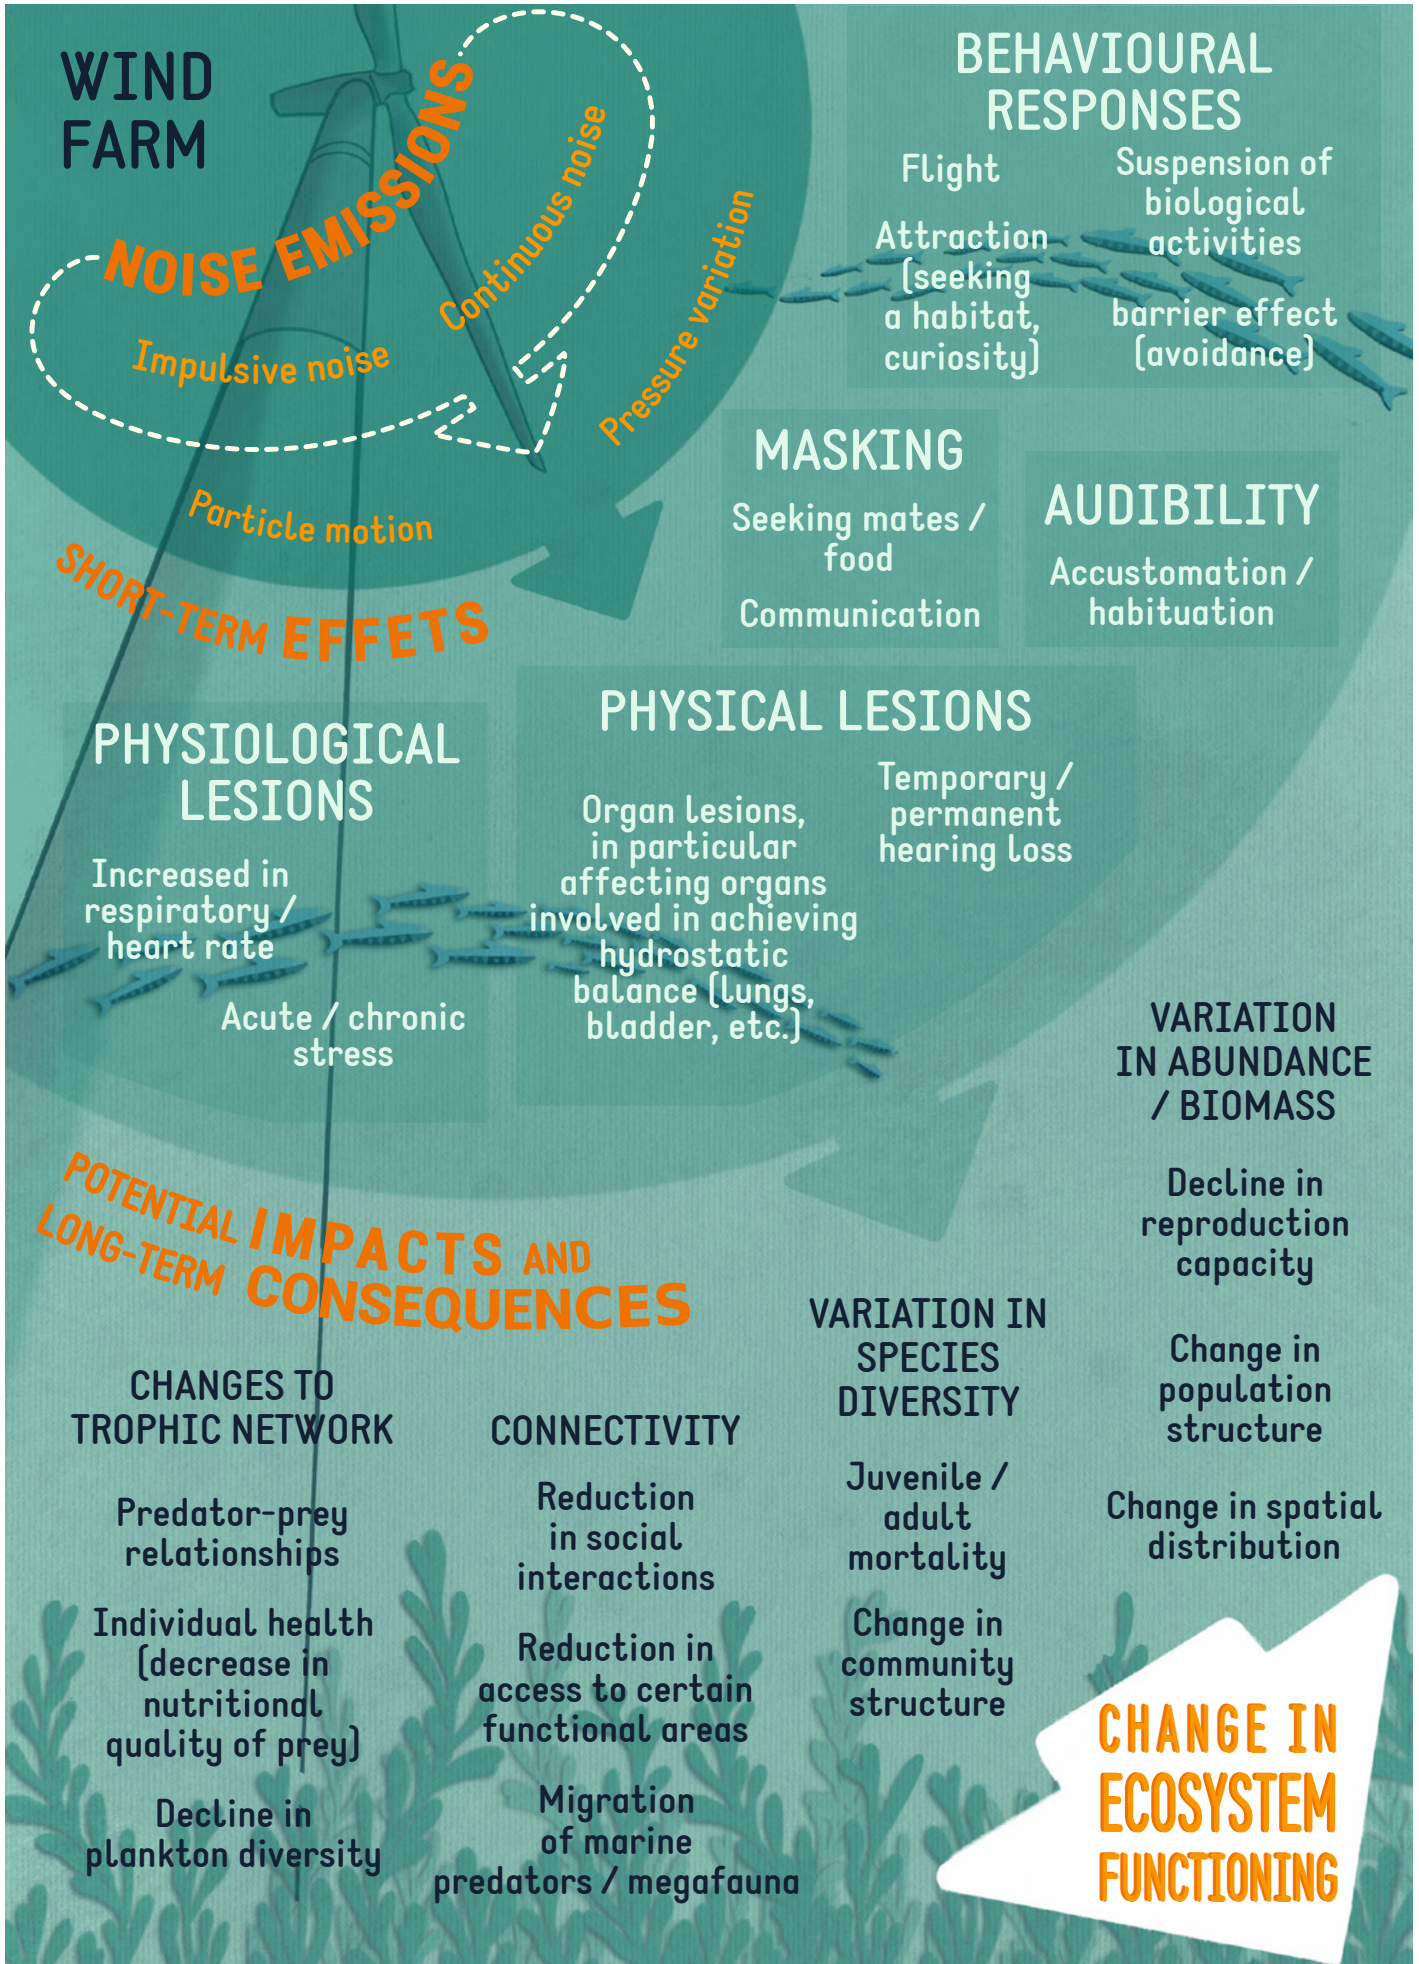 WIND
FARM
NOISE EMISSIONS
Impulsive noise
Continuous noise
Pressure variation
Particle motion
BEHAVIOURAL
RESPONSES
Flight
Attraction
(seeking
a habitat,
curiosity)
Suspension of
biological
activities
barrier effect
(avoidance)
MASKING
Seeking mates /
food
Communication
AUDIBILITY
Accustomation /
habituation
SHORT-TERM EFFETS
PHYSIOLOGICAL
LESIONS
Increased in
respiratory /
heart rate
Acute / chronic
stress
PHYSICAL LESIONS
Organ lesions,
in particular
affecting organs
involved in achieving
hydrostatic
balance (lungs,
bladder, etc.)
Temporary /
permanent
hearing loss
POTENTIAL IMPACTS AND
LONG-TERM CONSEQUENCES
CHANGES TO
TROPHIC NETWORK
Predator-prey
relationships
Individual health
(decrease in
nutritional
quality of prey)
Decline in
plankton diversity
CONNECTIVITY
Reduction
in social
interactions
Reduction in
access to certain
functional areas
Migration
of marine
predators / megafauna
VARIATION IN
SPECIES
DIVERSITY
Juvenile /
adult
mortality
Change in
community
structure
VARIATION
IN ABUNDANCE
/ BIOMASS
Decline in
reproduction
capacity
Change in
population
structure
Change in spatial
distribution
CHANGE IN
ECOSYSTEM
FUNCTIONING